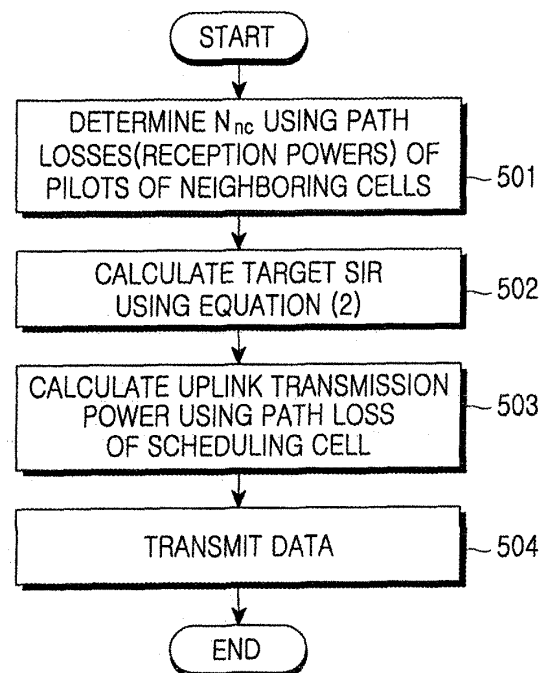 START
DETERMINE Nnc USING PATH
LOSSES(RECEPTION POWERS) OF
PILOTS OF NEIGHBORING CELLS
501
CALCULATE TARGET SIR
USING EQUATION (2)
502
CALCULATE UPLINK TRANSMISSION
POWER USING PATH LOSS
OF SCHEDULING CELL
503
TRANSMIT DATA
504
END